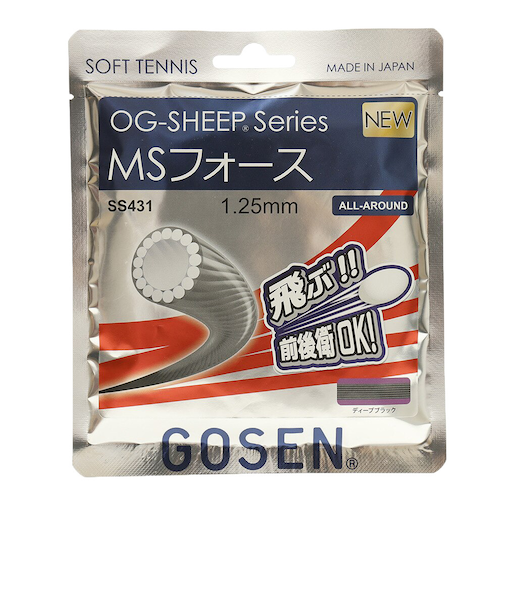 SOFT TENNIS
MADE IN JAPAN
OG-SHEEP® Series
NEW
MSフォース
SS431
1.25mm
ALL-AROUND
飛ぶ!!
前後衛OK!
ディープブラック
GOSEN®